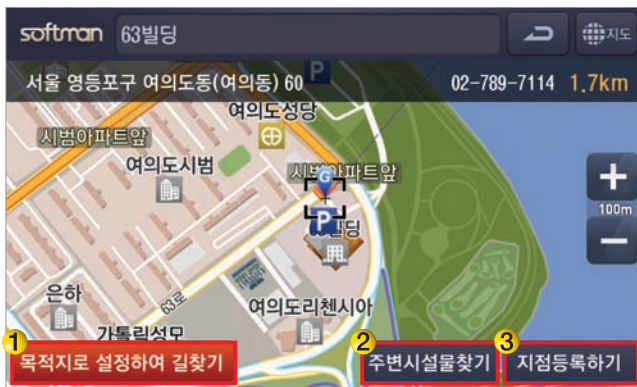 softman 63빌딩 지도
서울 영등포구 여의도동(여의동) 60 P 02-789-7114 1.7km
여의도성당
시범아파트앞
여의도시범 시범아파트앞
G
P
100m
은하
63로
여의도리첸시아
가톨릭성모
1 2 3
목적지로 설정하여 길찾기 주변시설물찾기 지점등록하기